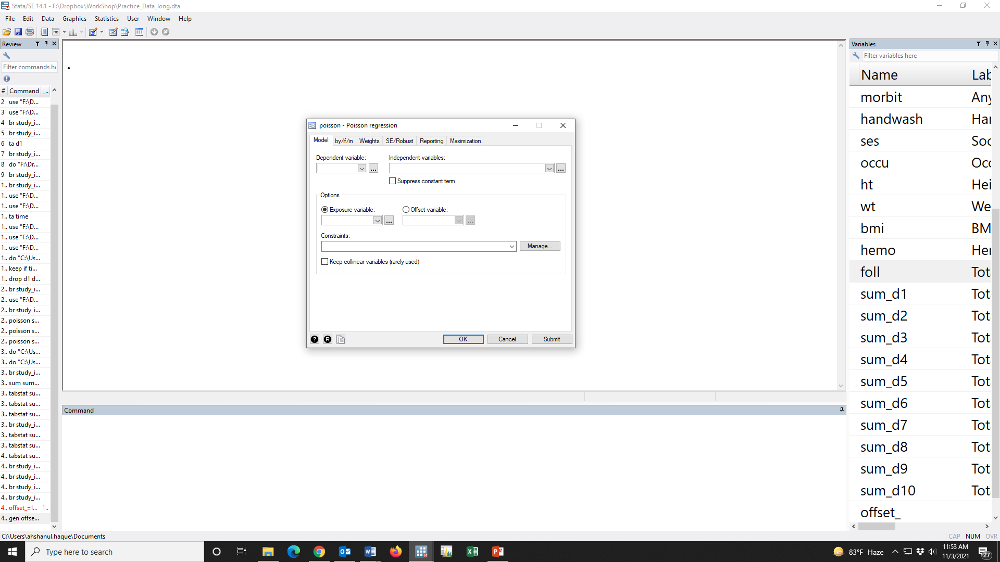 Stata/SE 14.1 - F:\Dropbox\WorkShop\Practice_Data_long.dta
File Edit Data Graphics Statistics User Window Help
Review
Filter commands he
# Command _..
2 use "F:\D...
3 use "F:\D...
4 br study_i...
5 br study_i...
6 ta d1
7 br study_i...
8 do "F:\Dr...
9 br study_i...
1.. br study_i...
1.. use "F:\D...
1.. use "F:\D...
1.. ta time
1.. use "F:\D...
1.. use "F:\D...
1.. use "F:\D...
1.. do "C:\Us...
1.. keep if ti...
1.. drop d1 d...
2.. br study_i...
2.. use "F:\D...
2.. br study_i...
2.. poisson s...
2.. poisson s...
2.. poisson s...
3.. do "C:\Us...
3.. do "C:\Us...
3.. br study_i...
3.. sum sum...
3.. tabstat su...
3.. tabstat su...
3.. tabstat su...
3.. br study_i...
3.. tabstat su...
3.. tabstat su...
4.. tabstat su...
4.. br study_i...
4.. br study_i...
4.. br study_i...
4.. br study_i...
4.. offset_=l... 1..
4.. gen offse...
poisson - Poisson regression
Model by/if/in Weights SE/Robust Reporting Maximization
Dependent variable: Independent variables:
...
...
Suppress constant term
Options
Exposure variable: Offset variable:
...
...
Constraints:
Manage...
Keep collinear variables (rarely used)
? R
OK Cancel Submit
Command
Variables
Filter variables here
Name Lab
morbit Any
handwash Har
ses Soc
occu Occ
ht Hei
wt We
bmi BM
hemo Her
foll Tot
sum_d1 Tot
sum_d2 Tot
sum_d3 Tot
sum_d4 Tot
sum_d5 Tot
sum_d6 Tot
sum_d7 Tot
sum_d8 Tot
sum_d9 Tot
sum_d10 Tot
offset_
C:\Users\ahshanul.haque\Documents
CAP NUM OVR
Type here to search
14
83°F Haze
11:53 AM
11/3/2021
27